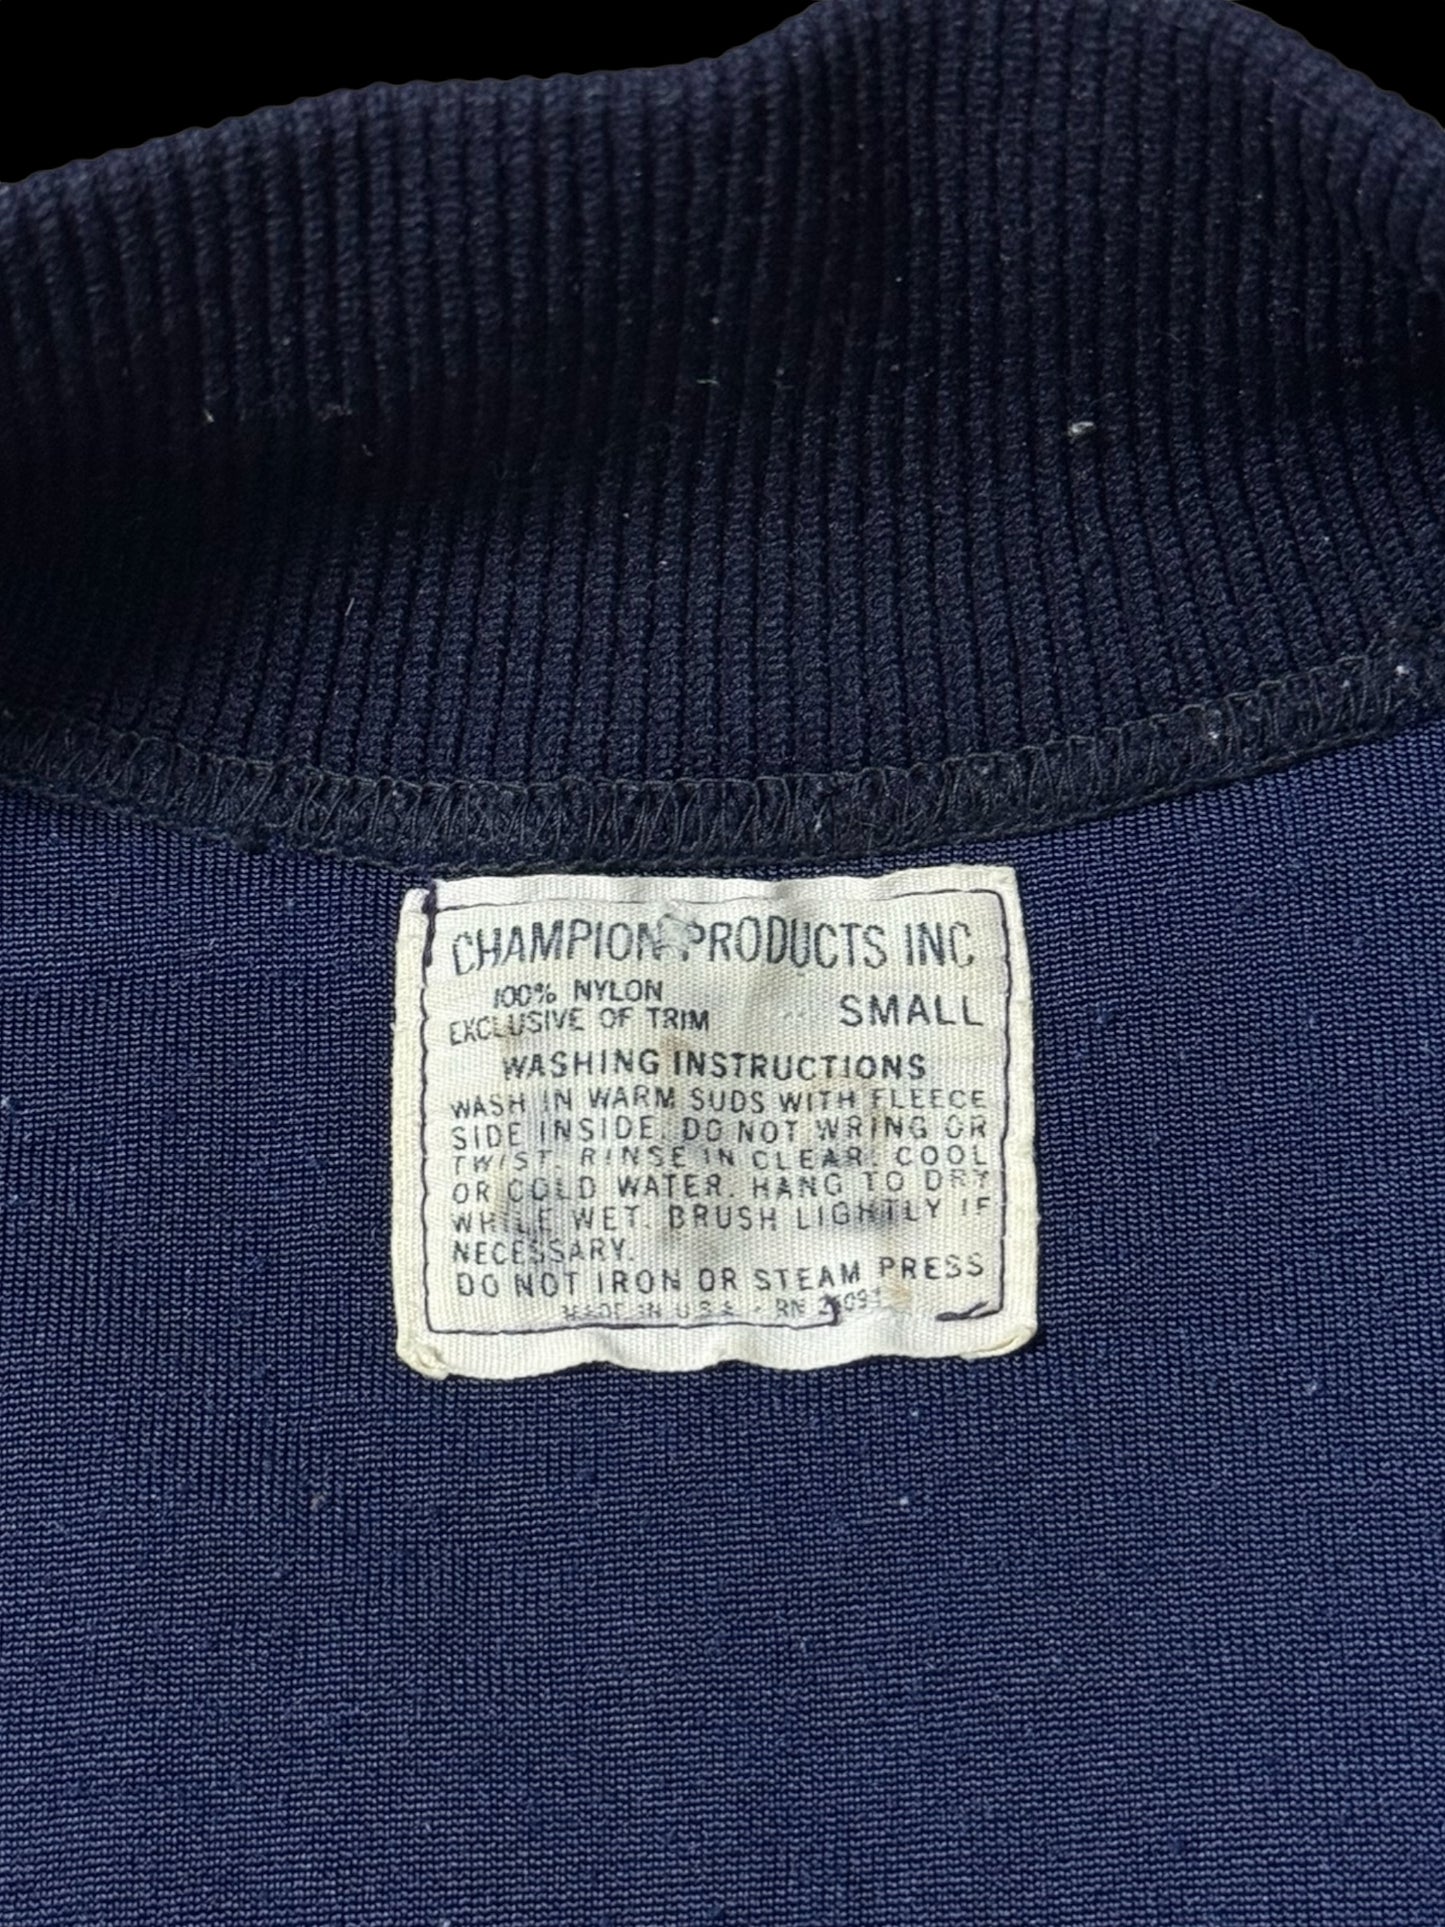 CHAMPION PRODUCTS INC
100% NYLON
EXCLUSIVE OF TRIM
SMALL
WASHING INSTRUCTIONS
WASH IN WARM SUDS WITH FLEECE
SIDE INSIDE. DO NOT WRING OR
TWIST. RINSE IN CLEAR, COOL
OR COLD WATER. HANG TO DRY
WHILE WET. BRUSH LIGHTLY IF
NECESSARY.
DO NOT IRON OR STEAM PRESS
MADE IN U.S.A. RN